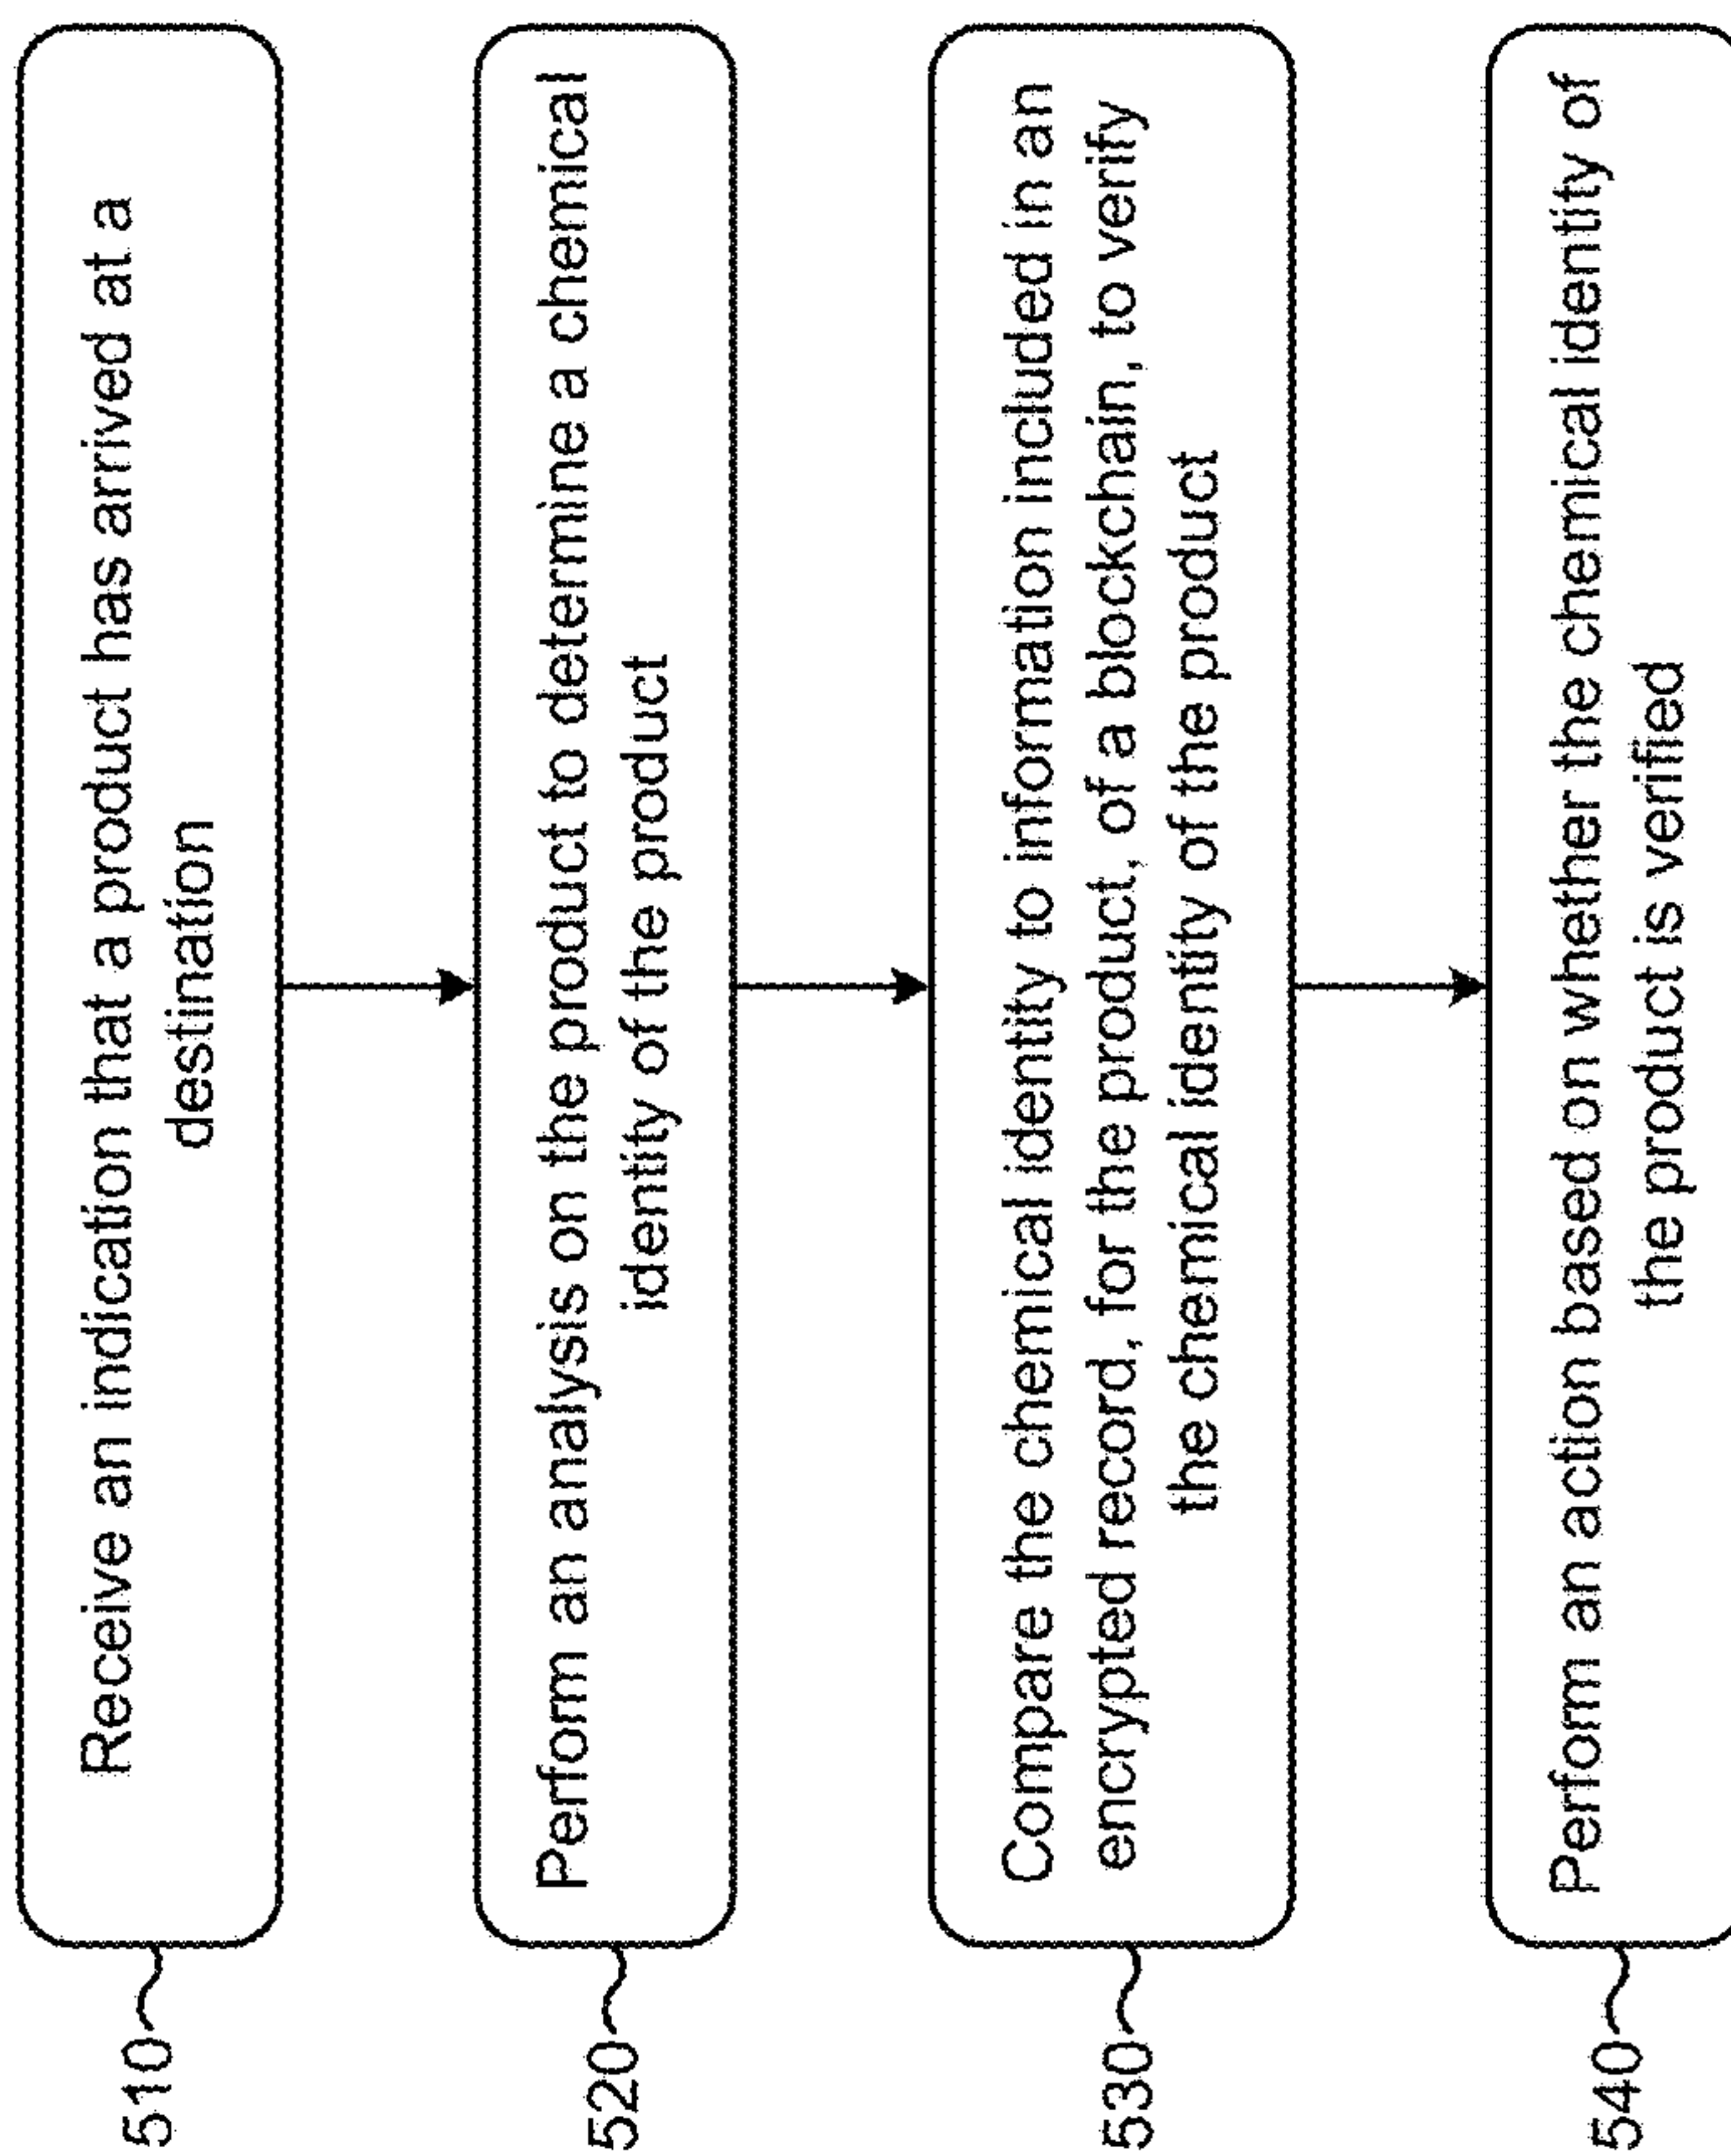 510
Receive an indication that a product has arrived at a
destination
520
Perform an analysis on the product to determine a chemical
identity of the product
530
Compare the chemical identity to information included in an
encrypted record, for the product, of a blockchain, to verify
the chemical identity of the product
540
Perform an action based on whether the chemical identity of
the product is verified